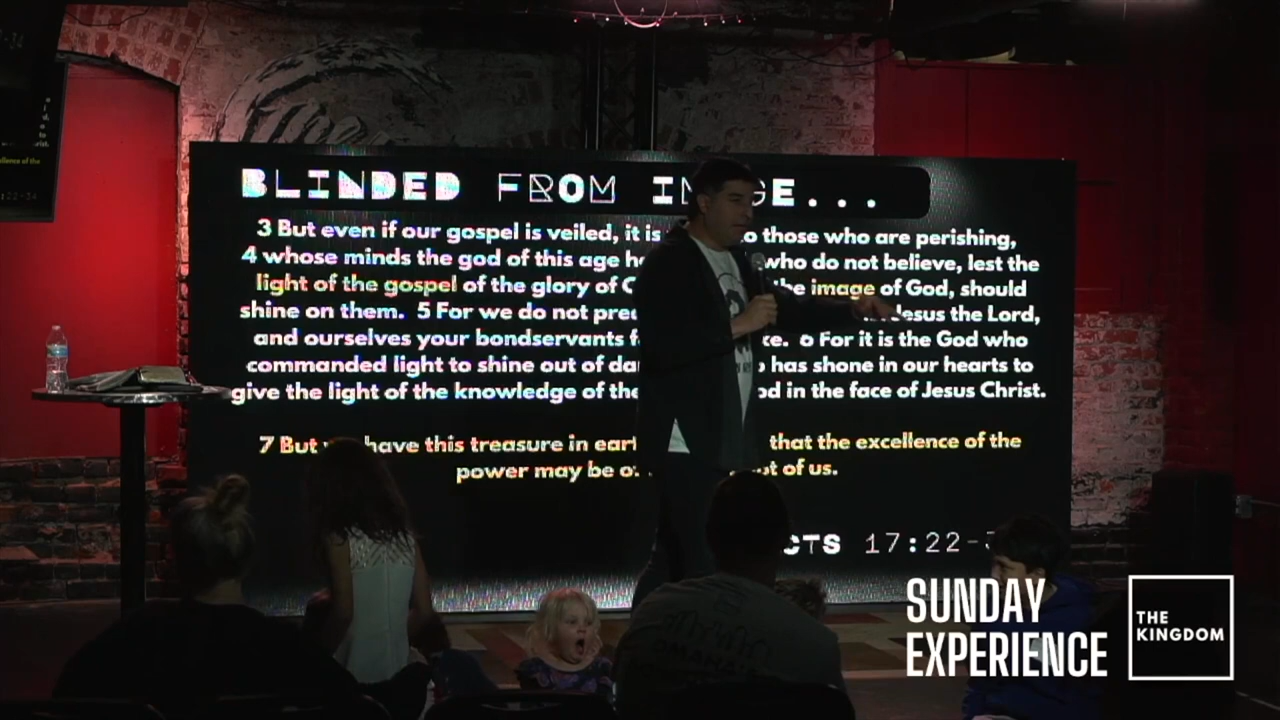 BLINDED FROM IM GE...
3 But even if our gospel is veiled, it is to those who are perishing,
4 whose minds the god of this age who do not believe, lest the
light of the gospel of the glory of the image of God, should
shine on them. 5 For we do not Jesus the Lord,
and ourselves your bondservants 6 For it is the God who
commanded light to shine out of has shone in our hearts to
give the light of the knowledge of the in the face of Jesus Christ.
7 But have this treasure in that the excellence of the
power may be of us.
17:22-
SUNDAY
EXPERIENCE
THE
KINGDOM